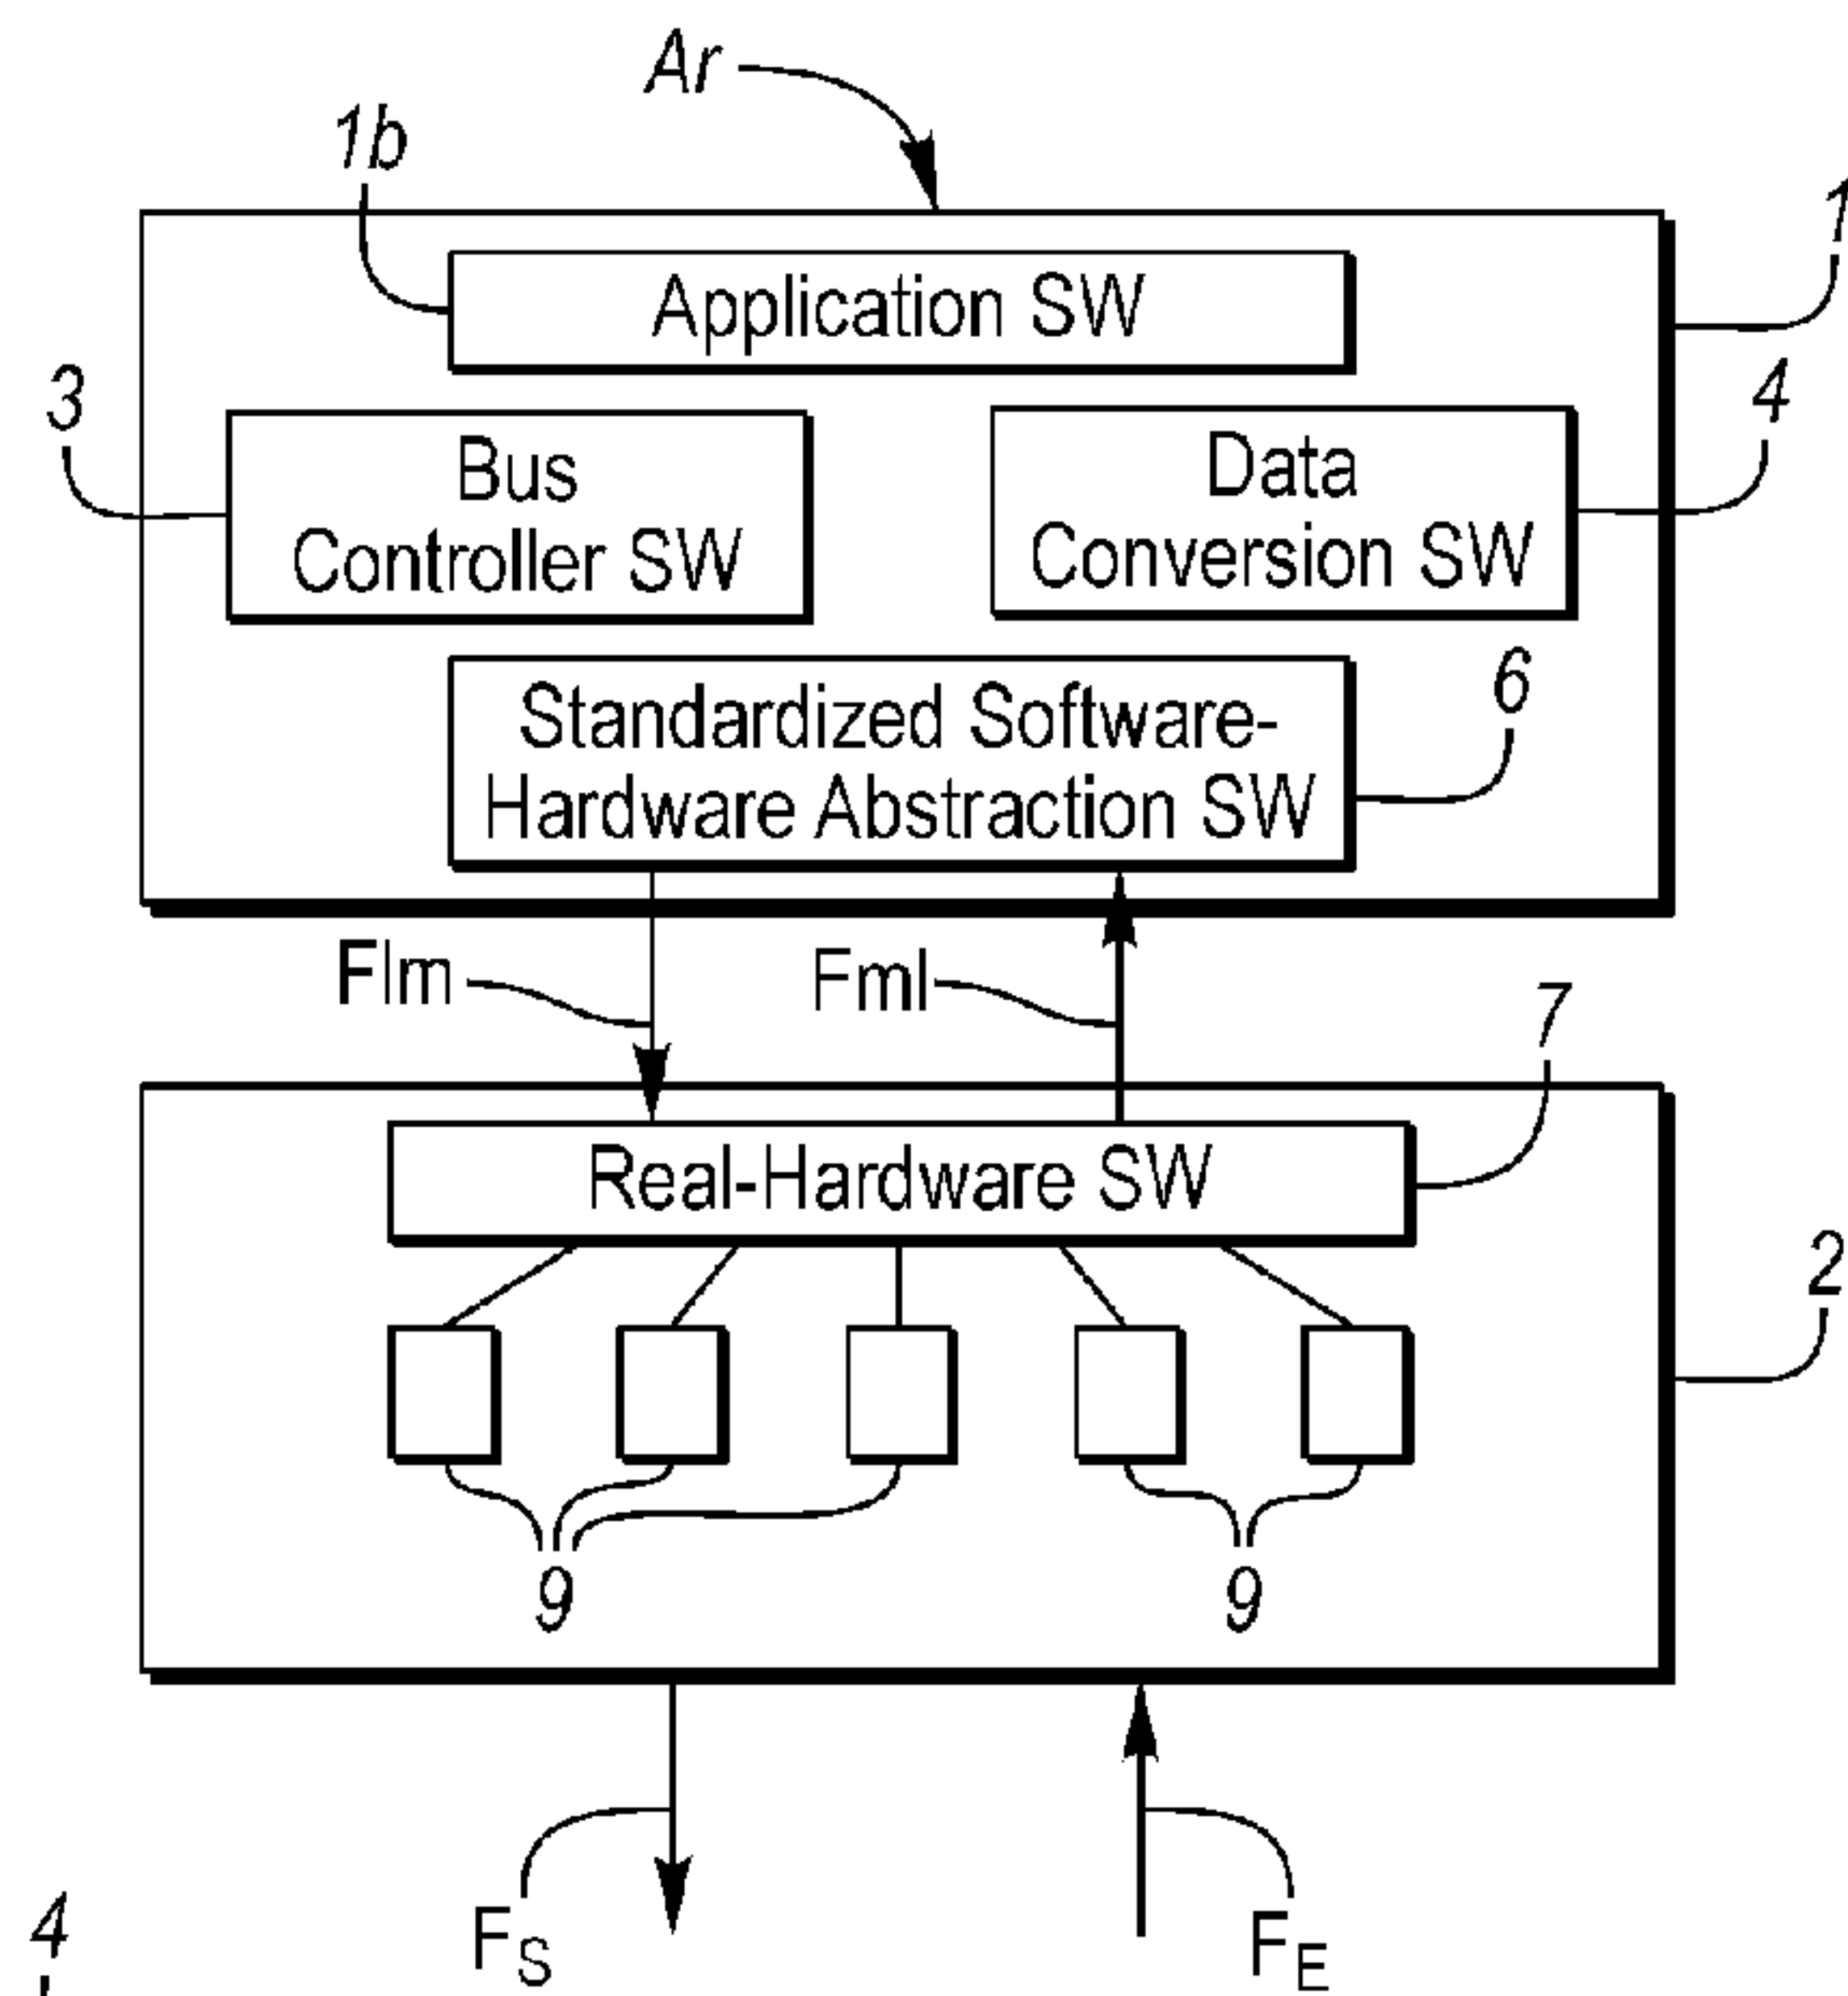 Ar
1b
1
Application SW
3
4
Bus
Controller SW
Data
Conversion SW
6
Standardized Software-
Hardware Abstraction SW
Flm
Fml
7
Real-Hardware SW
2
9
9
FS
FE
4